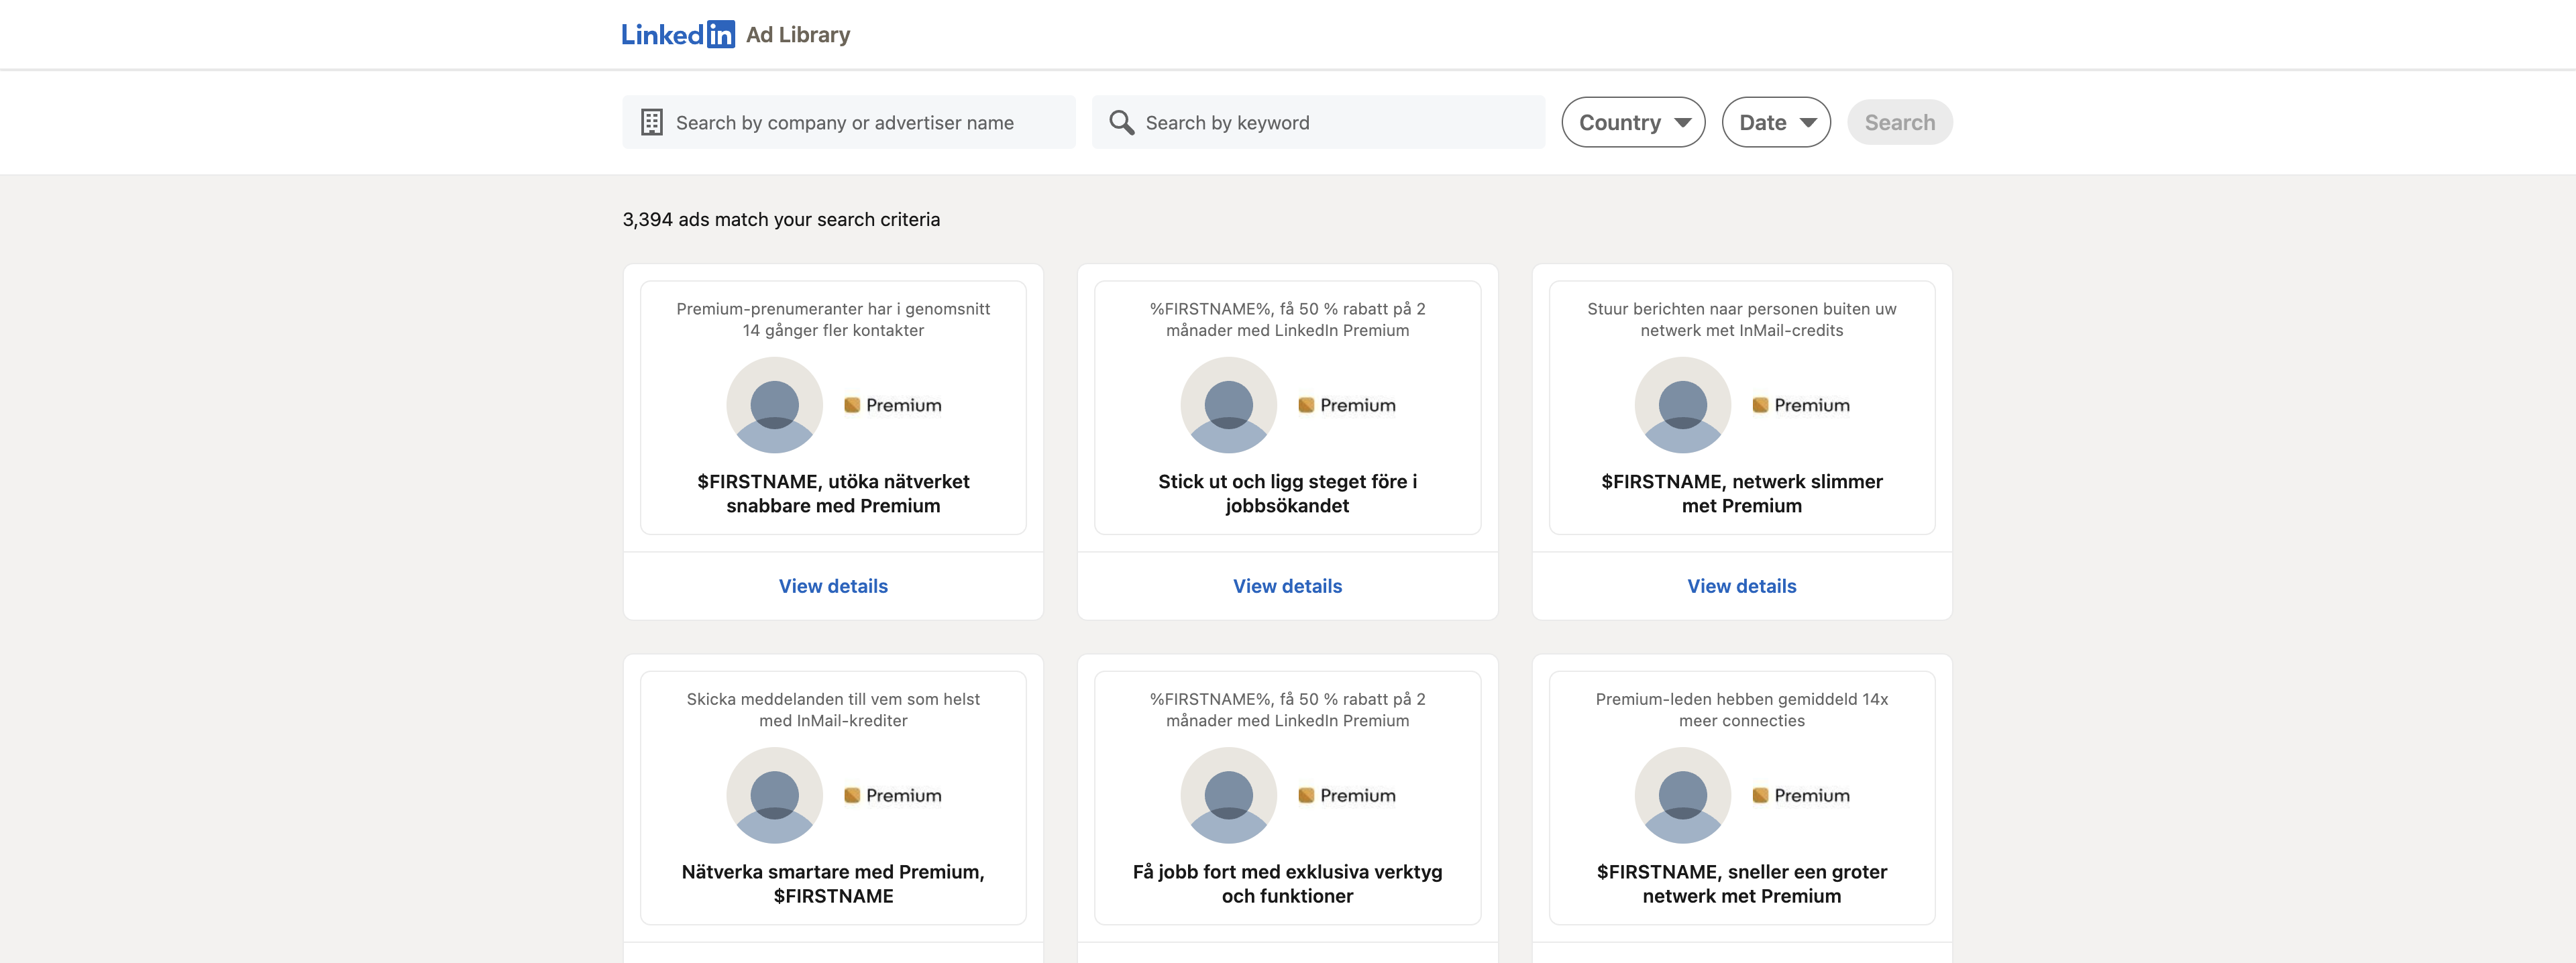 Linkedin Ad Library
Search by company or advertiser name
Search by keyword
Country
Date
Search
3,394 ads match your search criteria
Premium-prenumeranter har i genomsnitt
14 gånger fler kontakter
Premium
$FIRSTNAME, utöka nätverket
snabbare med Premium
View details
%FIRSTNAME%, få 50 % rabatt på 2
månader med LinkedIn Premium
Premium
Stick ut och ligg steget före i
jobbsökandet
View details
Stuur berichten naar personen buiten uw
netwerk met InMail-credits
Premium
$FIRSTNAME, netwerk slimmer
met Premium
View details
Skicka meddelanden till vem som helst
med InMail-krediter
Premium
Nätverka smartare med Premium,
$FIRSTNAME
%FIRSTNAME%, få 50 % rabatt på 2
månader med LinkedIn Premium
Premium
Få jobb fort med exklusiva verktyg
och funktioner
Premium-leden hebben gemiddeld 14x
meer connecties
Premium
$FIRSTNAME, sneller een groter
netwerk met Premium